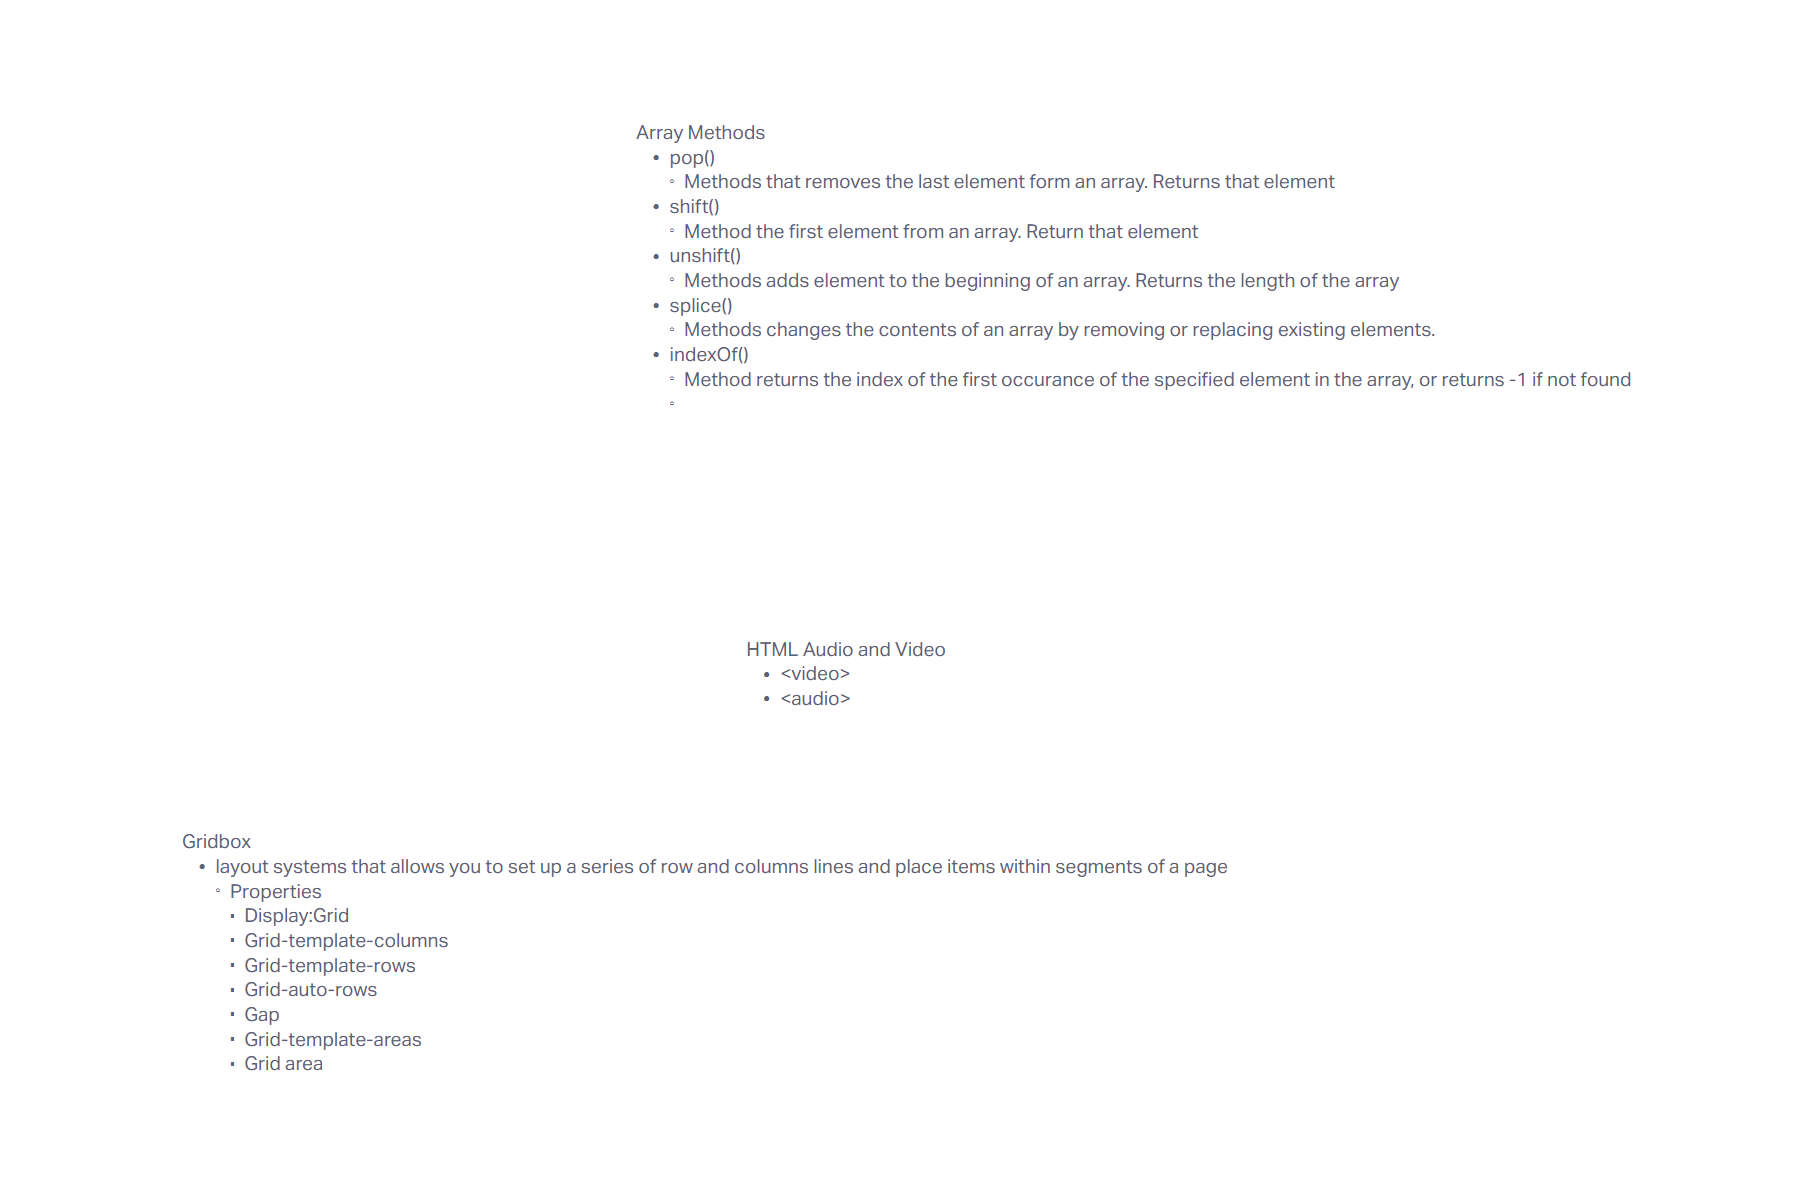 Array Methods
• pop()
◦ Methods that removes the last element form an array. Returns that element
• shift()
◦ Method the first element from an array. Return that element
• unshift()
◦ Methods adds element to the beginning of an array. Returns the length of the array
• splice()
◦ Methods changes the contents of an array by removing or replacing existing elements.
• indexOf()
◦ Method returns the index of the first occurance of the specified element in the array, or returns -1 if not found
◦
HTML Audio and Video
• <video>
• <audio>
Gridbox
• layout systems that allows you to set up a series of row and columns lines and place items within segments of a page
◦ Properties
▪ Display:Grid
▪ Grid-template-columns
▪ Grid-template-rows
▪ Grid-auto-rows
▪ Gap
▪ Grid-template-areas
▪ Grid area